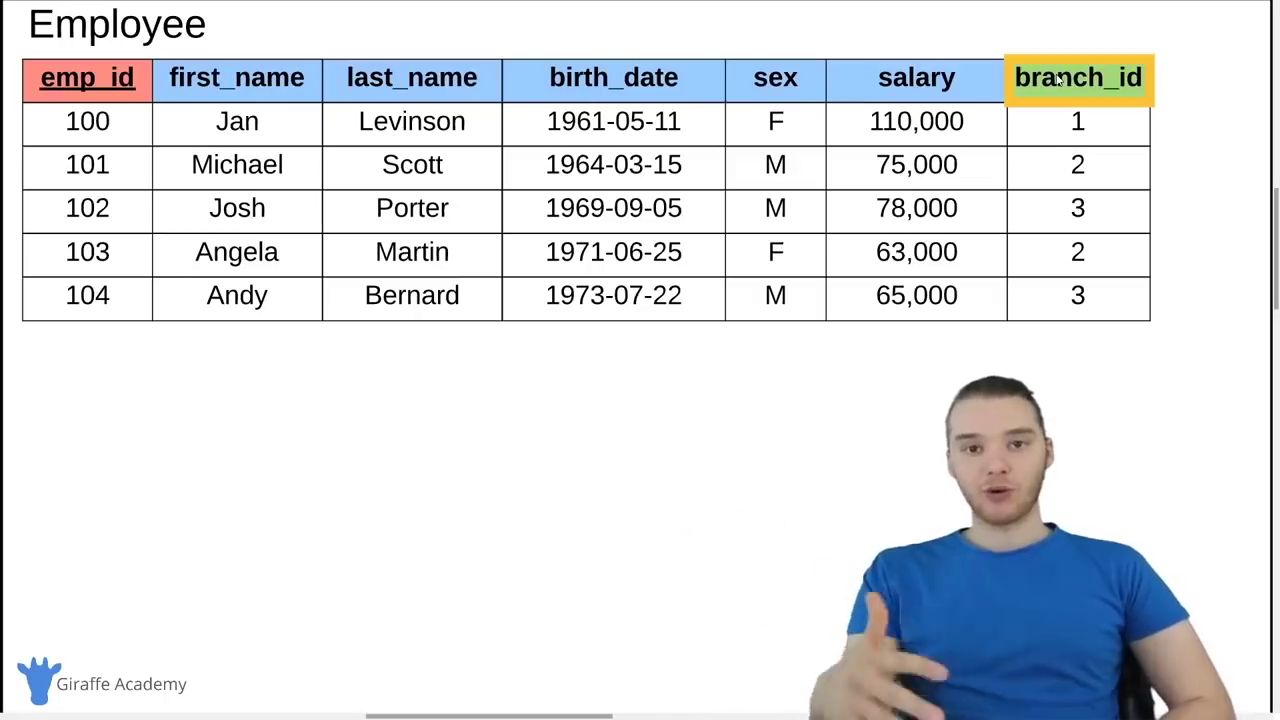 Employee
emp_id first_name last_name birth_date sex salary branch_id
100 Jan Levinson 1961-05-11 F 110,000 1
101 Michael Scott 1964-03-15 M 75,000 2
102 Josh Porter 1969-09-05 M 78,000 3
103 Angela Martin 1971-06-25 F 63,000 2
104 Andy Bernard 1973-07-22 M 65,000 3
Giraffe Academy